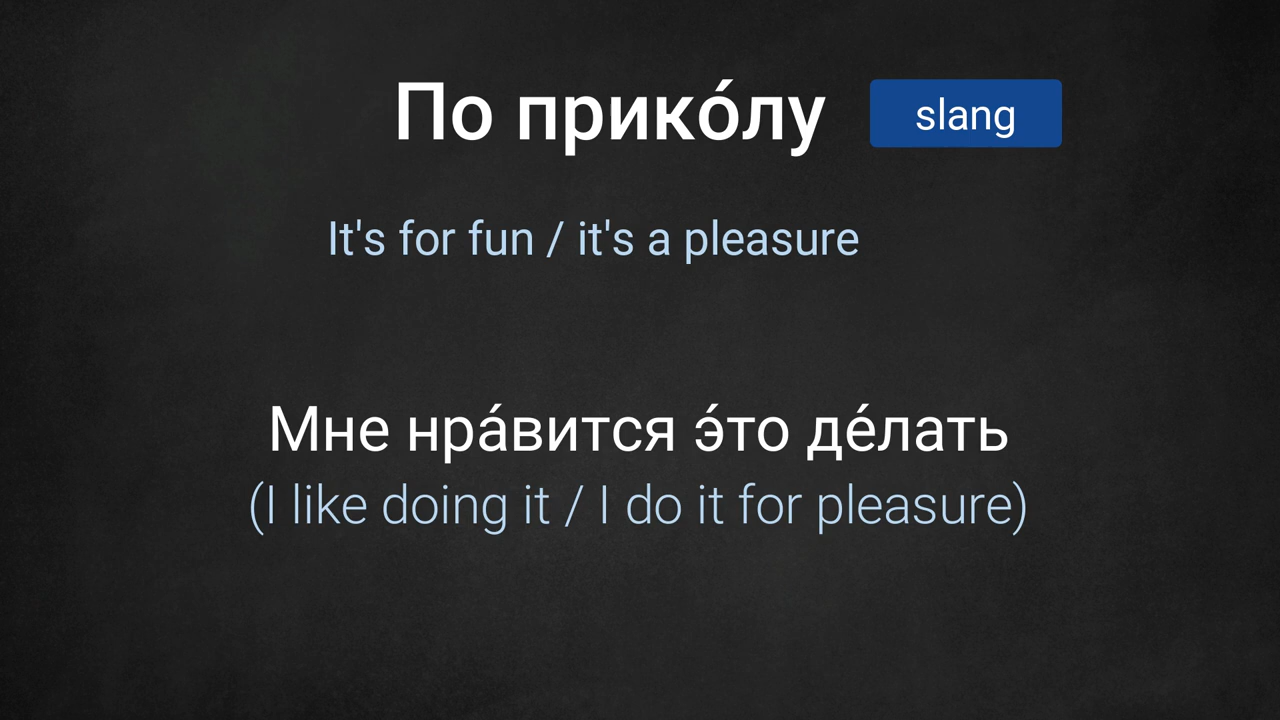 По прико́лу
slang
It's for fun / it's a pleasure
Мне нра́вится э́то де́лать
(I like doing it / I do it for pleasure)